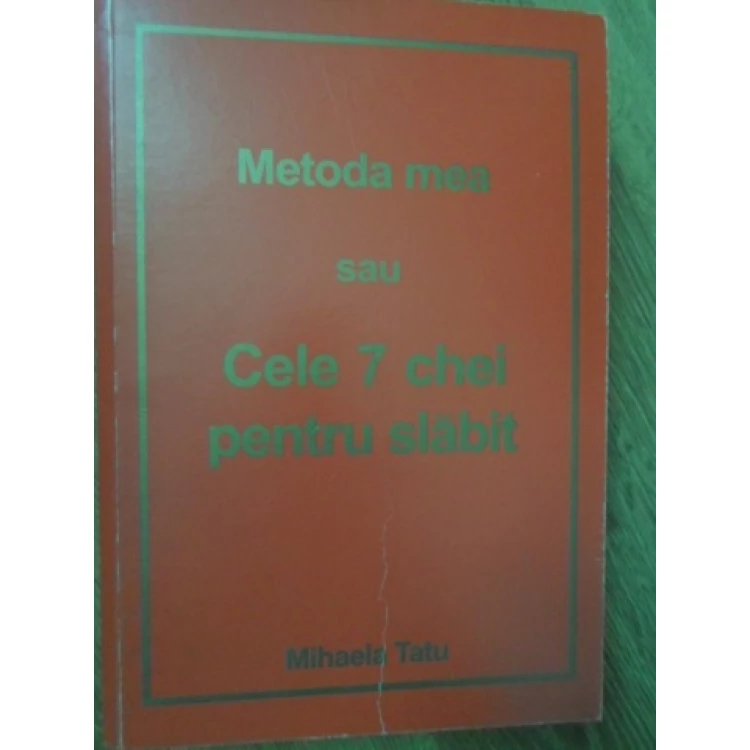 Metoda mea
sau
Cele 7 chei
pentru slăbit
Mihaela Tatu